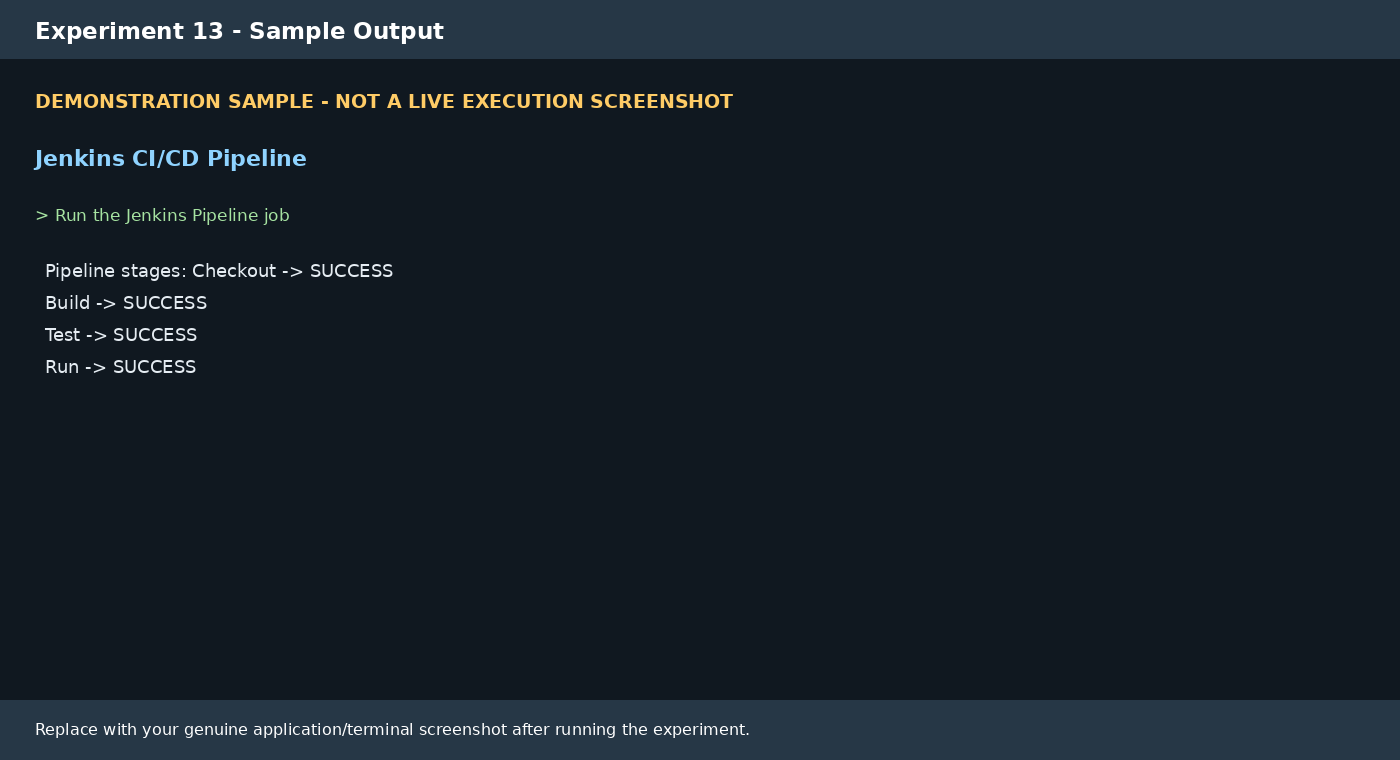 Experiment 13 - Sample Output
DEMONSTRATION SAMPLE - NOT A LIVE EXECUTION SCREENSHOT
Jenkins CI/CD Pipeline
> Run the Jenkins Pipeline job
Pipeline stages: Checkout -> SUCCESS
Build -> SUCCESS
Test -> SUCCESS
Run -> SUCCESS
Replace with your genuine application/terminal screenshot after running the experiment.